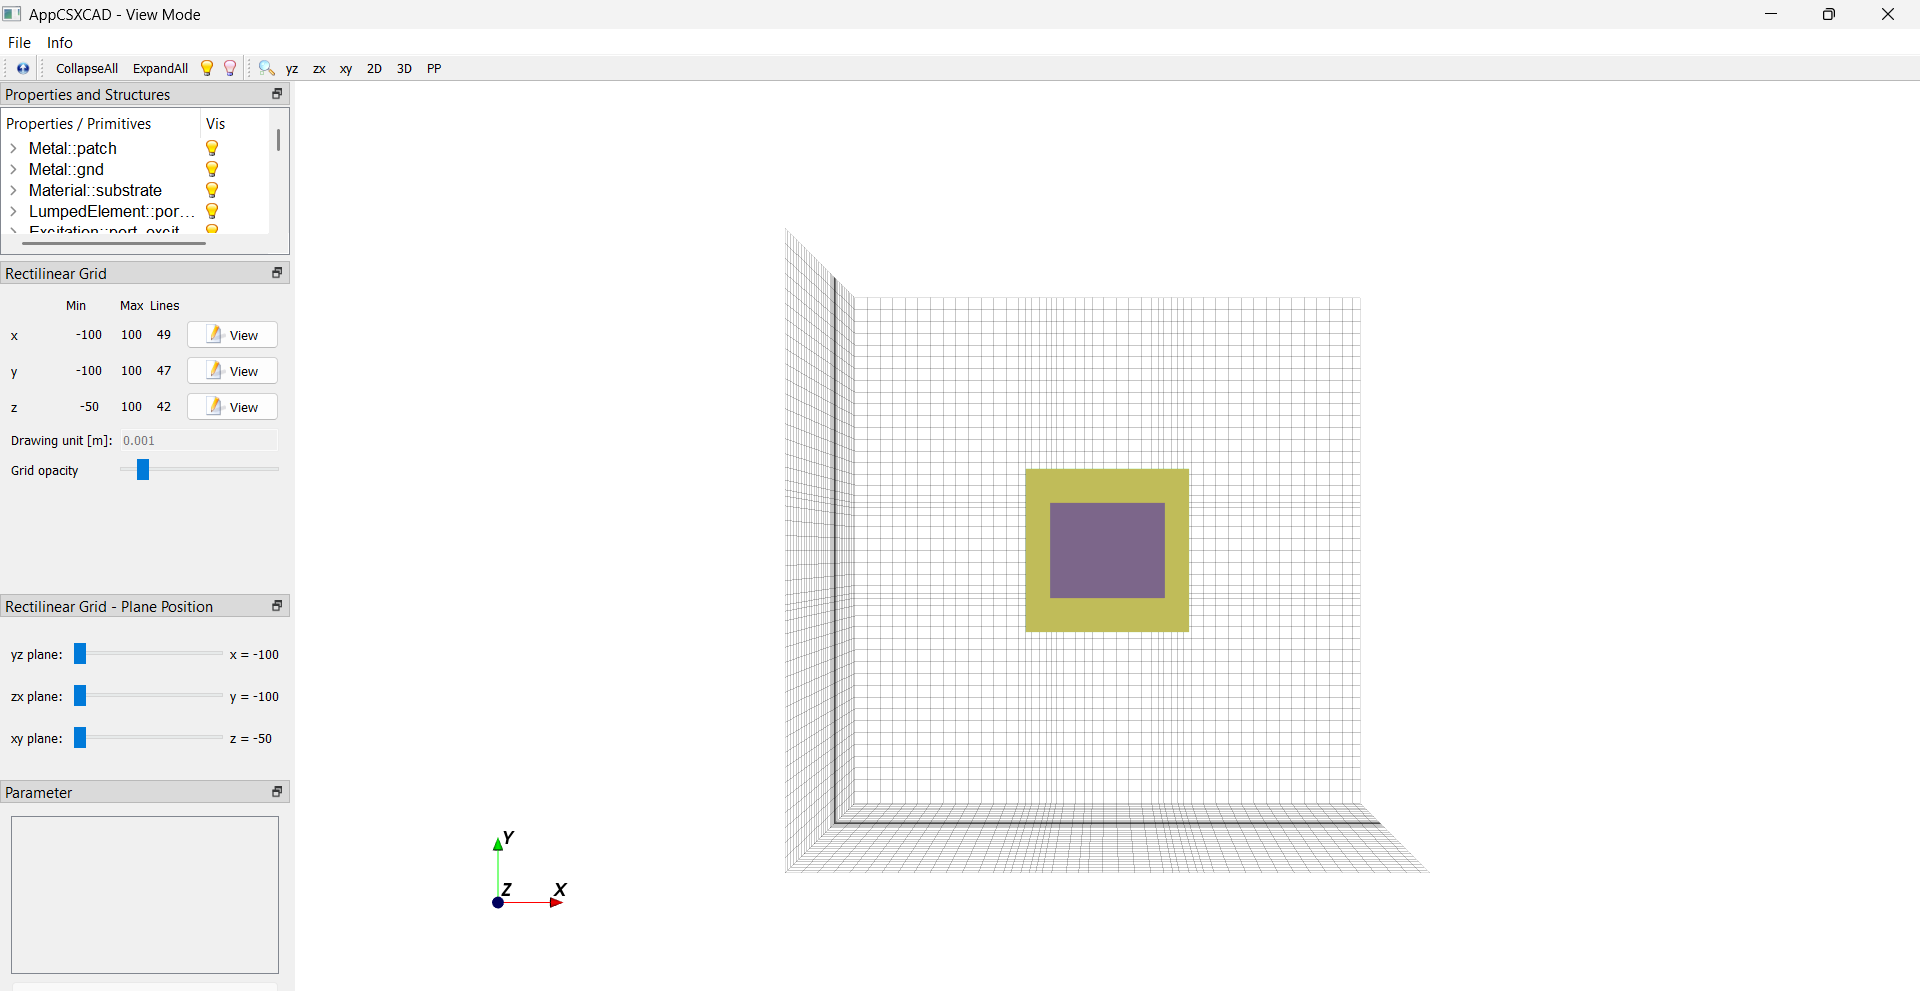 AppCSXCAD - View Mode
File Info
CollapseAll ExpandAll yz zx xy 2D 3D PP
Properties and Structures
Properties / Primitives Vis
Metal::patch
Metal::gnd
Material::substrate
LumpedElement::por...
Excitation::port_excit
Rectilinear Grid
Min Max Lines
x -100 100 49 View
y -100 100 47 View
z -50 100 42 View
Drawing unit [m]: 0.001
Grid opacity
Rectilinear Grid - Plane Position
yz plane: x = -100
zx plane: y = -100
xy plane: z = -50
Parameter
Y
Z X